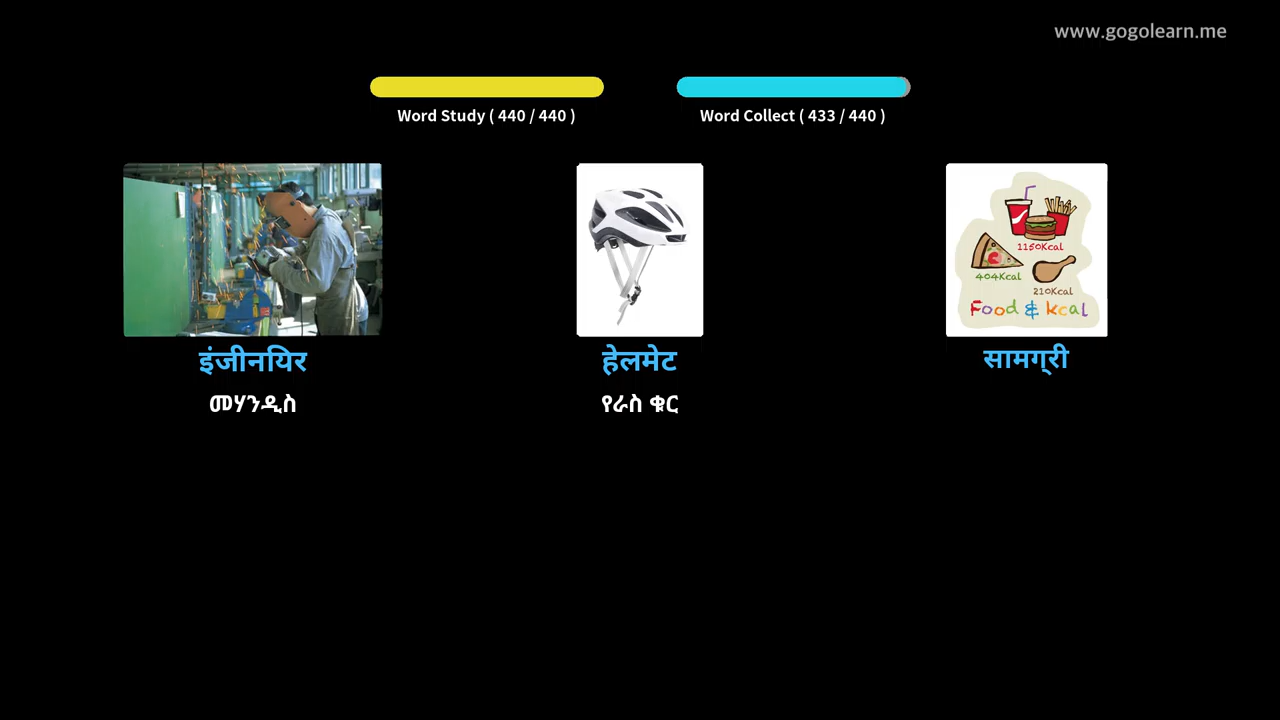 www.gogolearn.me
Word Study ( 440 / 440 )
Word Collect ( 433 / 440 )
1150Kcal
404Kcal
210Kcal
Food & kcal
इंजीनियिर
हेलमेट
सामग्री
መሃንዲስ
የራስ ቁር